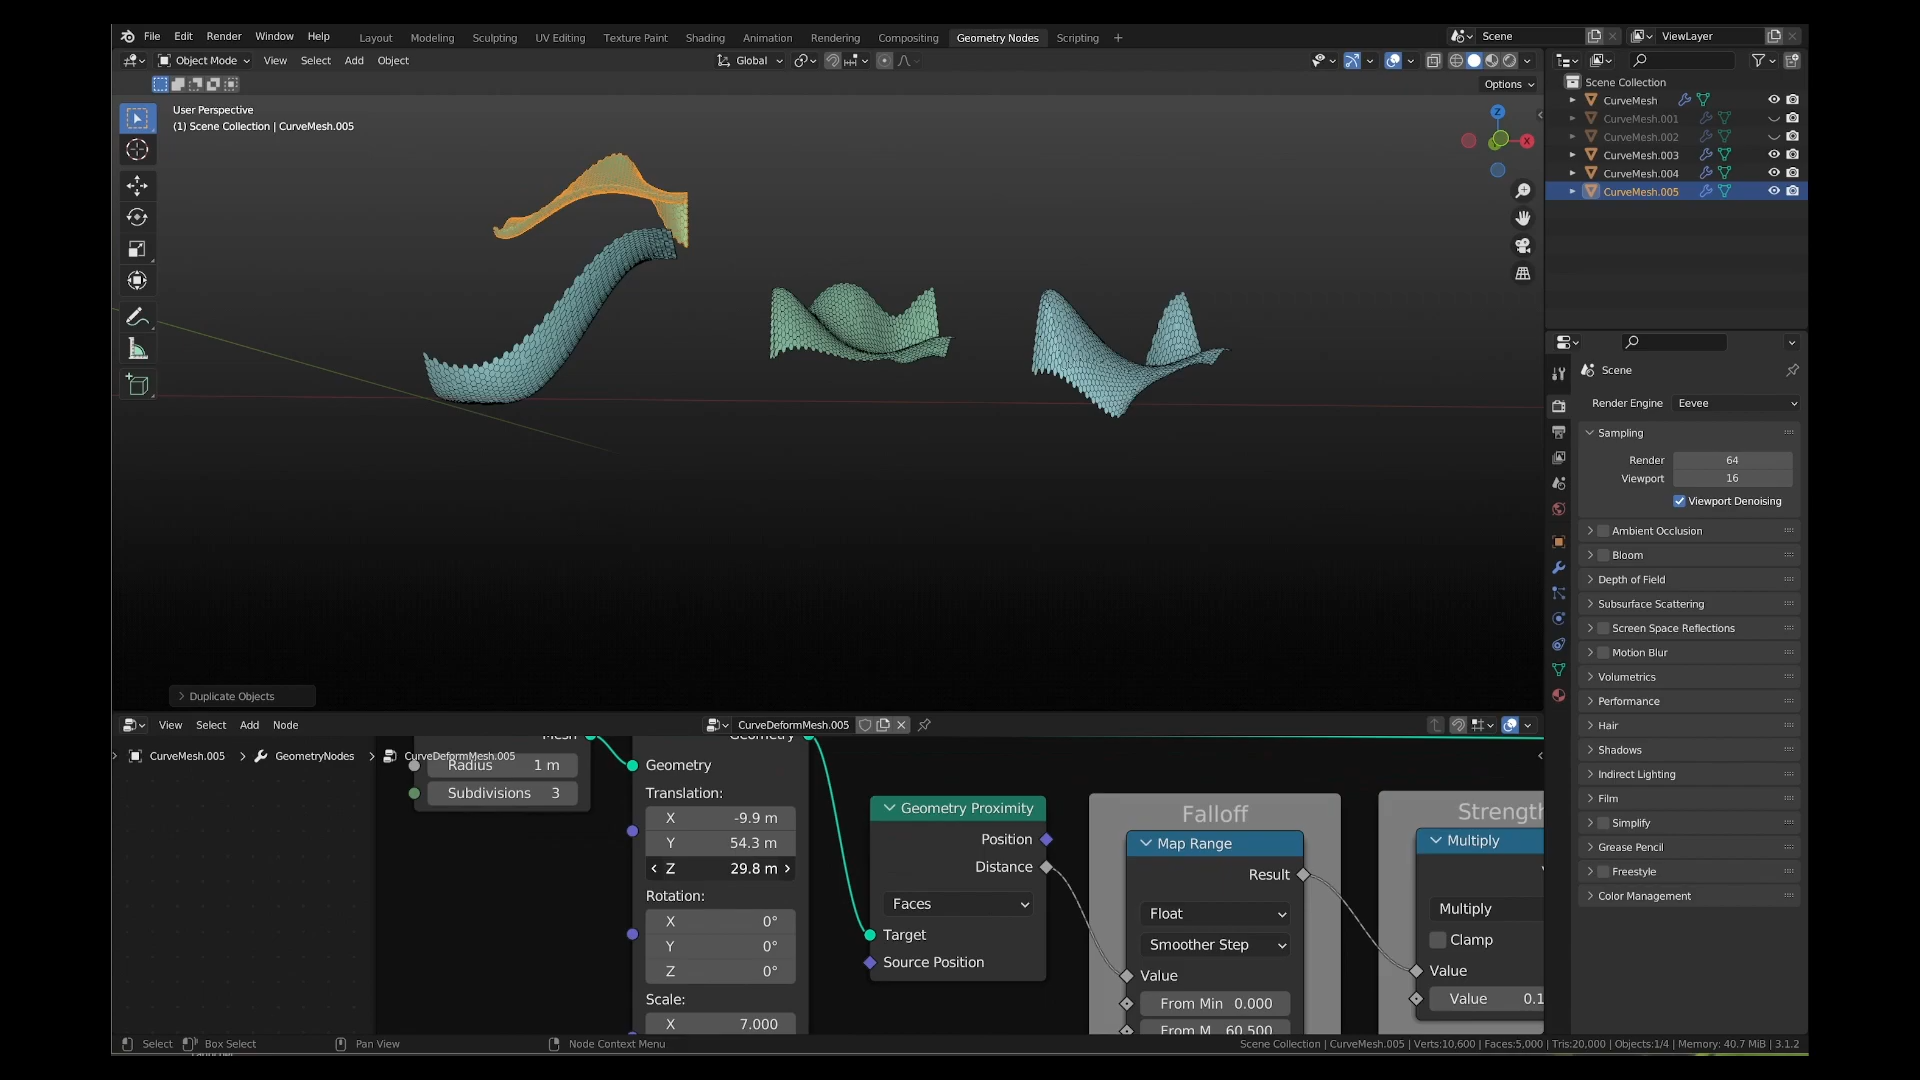 File Edit Render Window Help Layout Modeling Sculpting UV Editing Texture Paint Shading Animation Rendering Compositing Geometry Nodes Scripting + Scene ViewLayer
Object Mode View Select Add Object Global
Options
User Perspective
(1) Scene Collection | CurveMesh.005
Z
X
Scene Collection
CurveMesh
CurveMesh.001
CurveMesh.002
CurveMesh.003
CurveMesh.004
CurveMesh.005
Scene
Render Engine Eevee
Sampling
Render 64
Viewport 16
Viewport Denoising
Ambient Occlusion
Bloom
Depth of Field
Subsurface Scattering
Screen Space Reflections
Motion Blur
Volumetrics
Performance
Hair
Shadows
Indirect Lighting
Film
Simplify
Grease Pencil
Freestyle
Color Management
Duplicate Objects
View Select Add Node CurveDeformMesh.005
CurveMesh.005 GeometryNodes CurveDeformMesh.005
Mesh
Radius 1 m
Subdivisions 3
Geometry
Geometry
Translation:
X -9.9 m
Y 54.3 m
Z 29.8 m
Rotation:
X 0°
Y 0°
Z 0°
Scale:
X 7.000
Geometry Proximity
Position
Distance
Faces
Target
Source Position
Falloff
Map Range
Result
Float
Smoother Step
Value
From Min 0.000
From M 60.500
Strength
Multiply
Multiply
Clamp
Value
Value 0.1
Select Box Select Pan View Node Context Menu Scene Collection | CurveMesh.005 | Verts:10,600 | Faces:5,000 | Tris:20,000 | Objects:1/4 | Memory: 40.7 MiB | 3.1.2